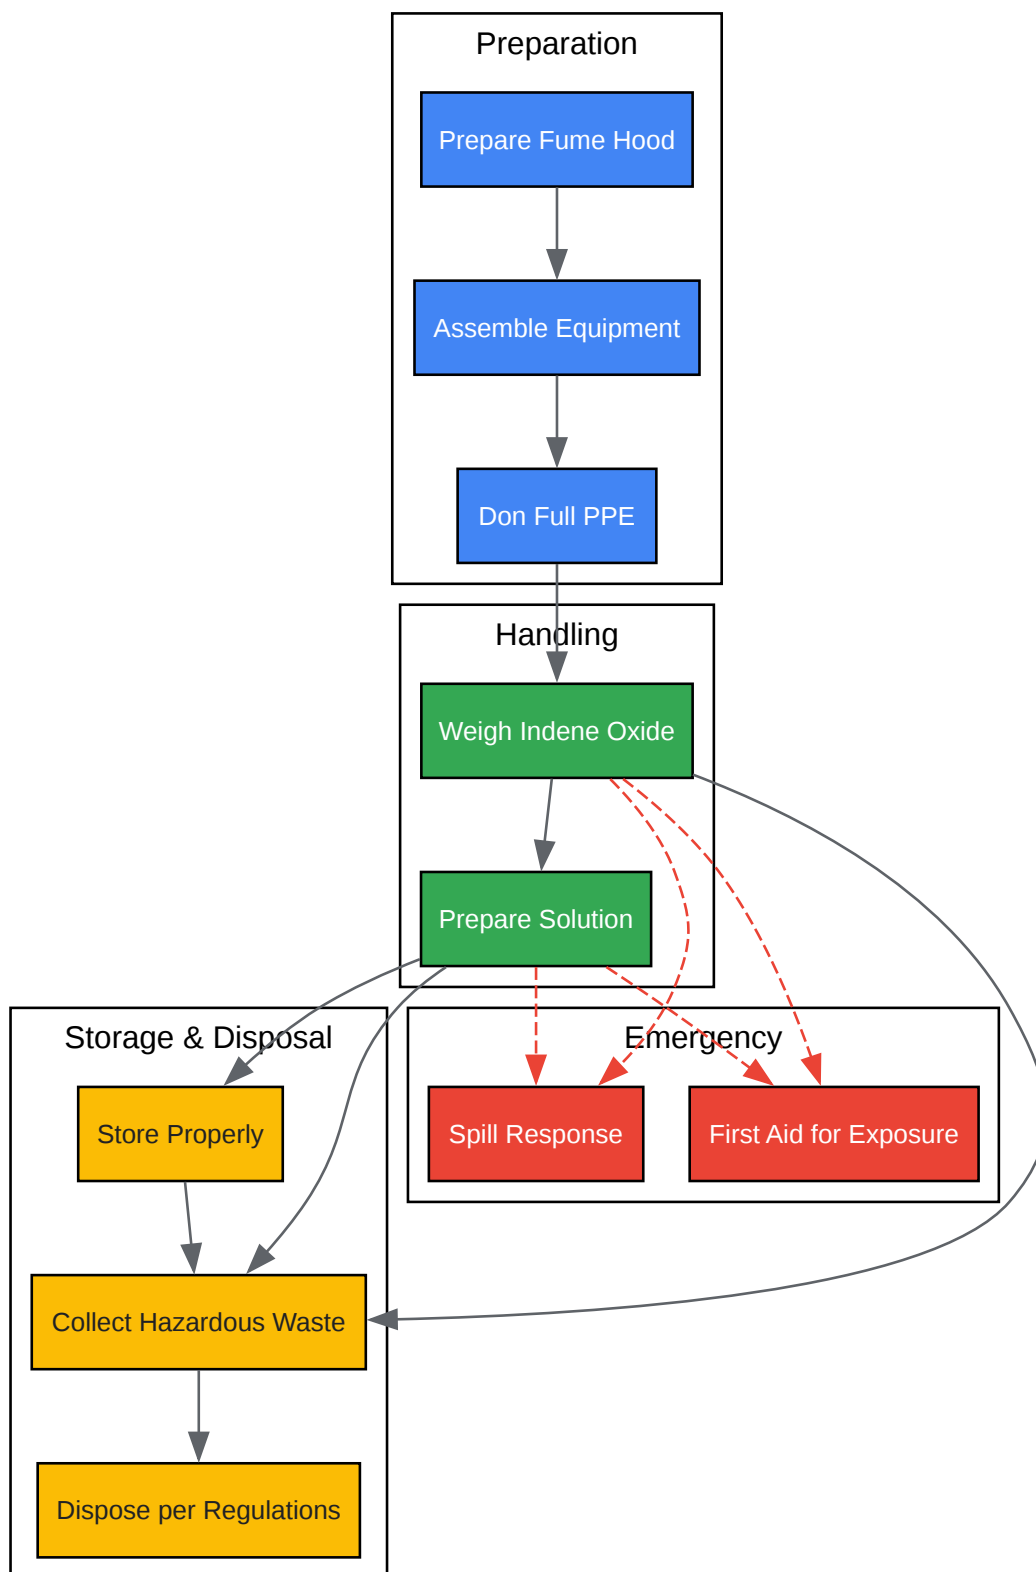 Preparation
Prepare Fume Hood
Assemble Equipment
Don Full PPE
Handling
Weigh Indene Oxide
Prepare Solution
Storage & Disposal
Emergency
Store Properly
Spill Response
First Aid for Exposure
Collect Hazardous Waste
Dispose per Regulations